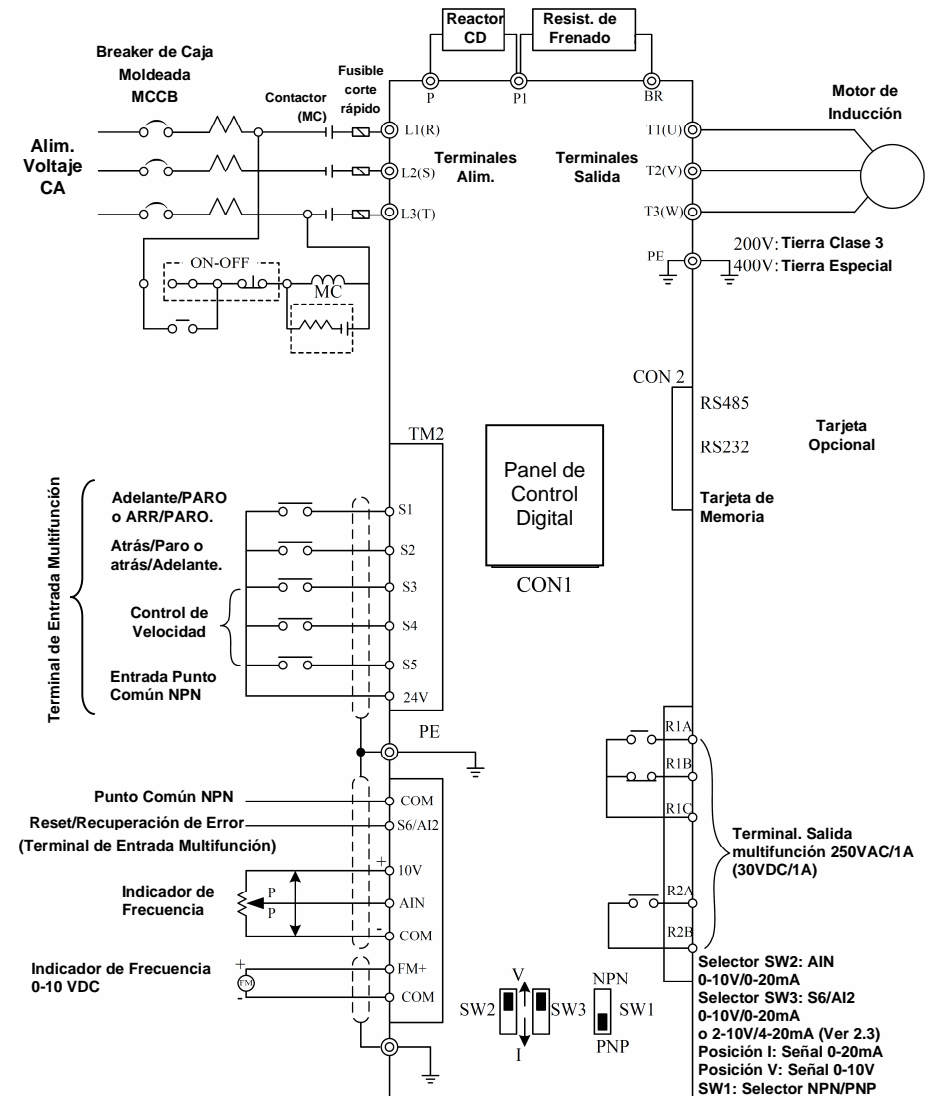 Reactor
CD
Resist. de
Frenado
Breaker de Caja
Moldeada
MCCB
Fusible
corte
rápido
Contactor
(MC)
P
P1
BR
Motor de
Inducción
Alim.
Voltaje
CA
L1(R)
L2(S)
L3(T)
Terminales
Alim.
Terminales
Salida
T1(U)
T2(V)
T3(W)
PE
200V: Tierra Clase 3
400V: Tierra Especial
ON-OFF
MC
CON 2
RS485
RS232
Tarjeta
Opcional
Tarjeta de
Memoria
TM2
Panel de
Control
Digital
CON1
Terminal de Entrada Multifunción
Adelante/PARO
o ARR/PARO.
Atrás/Paro o
atrás/Adelante.
Control de
Velocidad
Entrada Punto
Común NPN
S1
S2
S3
S4
S5
24V
PE
Punto Común NPN
COM
Reset/Recuperación de Error
S6/AI2
(Terminal de Entrada Multifunción)
+
10V
Indicador de
Frecuencia
P
P
AIN
-
COM
Indicador de Frecuencia
0-10 VDC
+
FM
-
FM+
COM
R1A
R1B
R1C
R2A
R2B
Terminal. Salida
multifunción 250VAC/1A
(30VDC/1A)
V
NPN
SW2
SW3
SW1
I
PNP
Selector SW2: AIN
0-10V/0-20mA
Selector SW3: S6/AI2
0-10V/0-20mA
o 2-10V/4-20mA (Ver 2.3)
Posición I: Señal 0-20mA
Posición V: Señal 0-10V
SW1: Selector NPN/PNP